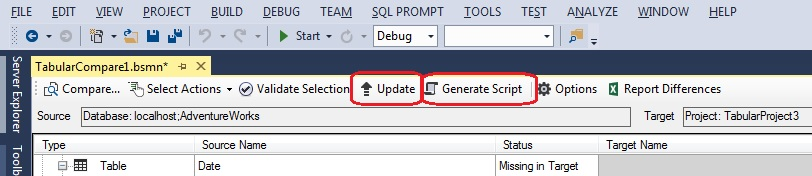 FILE EDIT VIEW PROJECT BUILD DEBUG TEAM SQL PROMPT TOOLS TEST ANALYZE WINDOW HELP
Start Debug
Server Explorer
Toolb
TabularCompare1.bsmn*
Compare... Select Actions Validate Selection Update Generate Script Options Report Differences
Source Database: localhost;AdventureWorks Target Project: TabularProject3
Type Source Name Status Target Name
Table Date Missing in Target